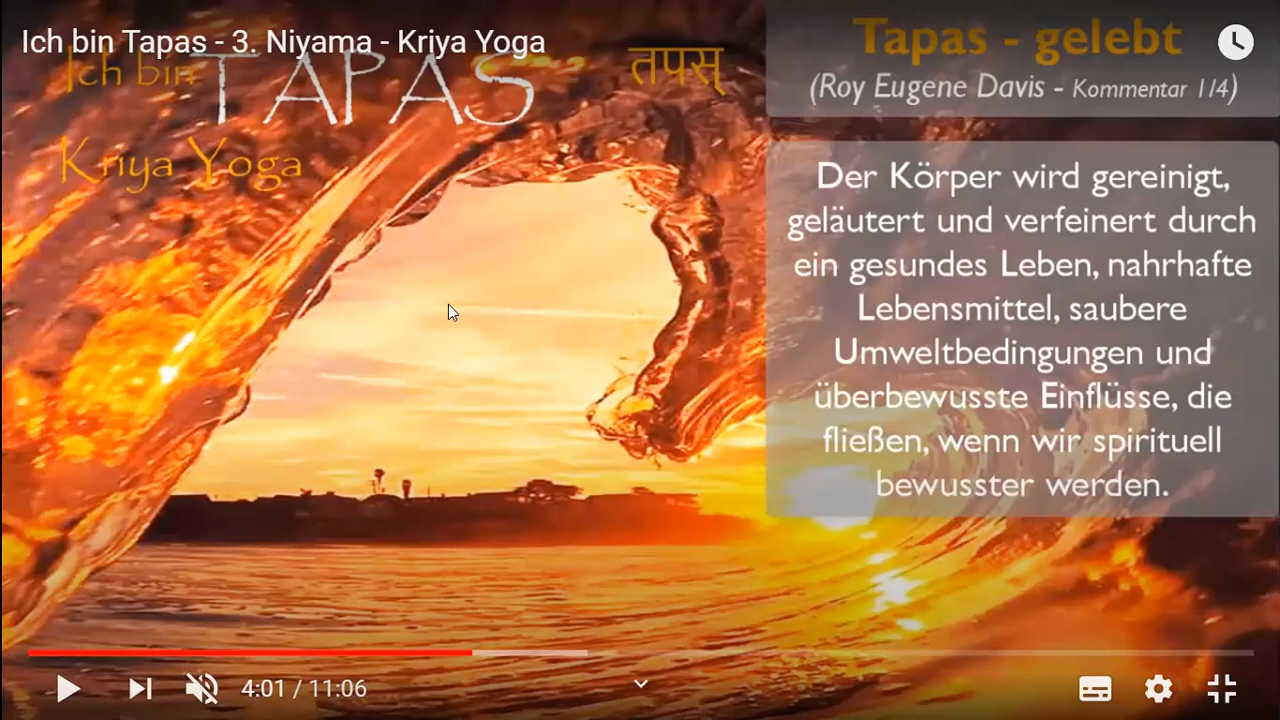 Ich bin Tapas - 3. Niyama - Kriya Yoga
Ich bin TAPAS तपस्
Kriya Yoga
Tapas - gelebt
(Roy Eugene Davis - Kommentar 1/4)
Der Körper wird gereinigt,
geläutert und verfeinert durch
ein gesundes Leben, nahrhafte
Lebensmittel, saubere
Umweltbedingungen und
überbewusste Einflüsse, die
fließen, wenn wir spirituell
bewusster werden.
4:01 / 11:06